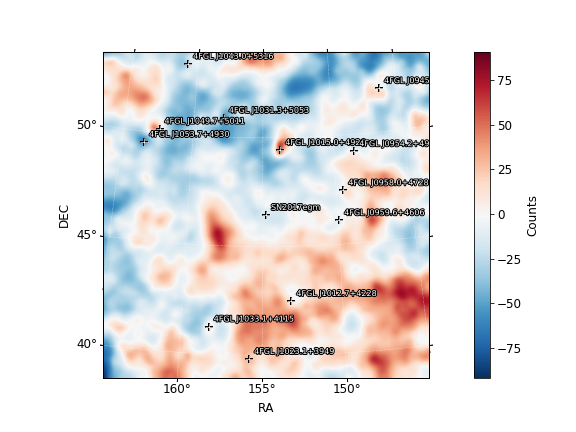 4FGL J1043.0+5316
4FGL J0945
4FGL J1031.3+5053
4FGL J1049.7+5011
4FGL J1053.7+4930
4FGL J1015.0+492
4FGL J0954.2+49
4FGL J0958.0+4728
SN2017egm
4FGL J0959.6+4606
4FGL J1012.7+4228
4FGL J1033.1+4115
4FGL J1023.1+3949
50°
45°
40°
DEC
160°
155°
150°
RA
75
50
25
0
−25
−50
−75
Counts